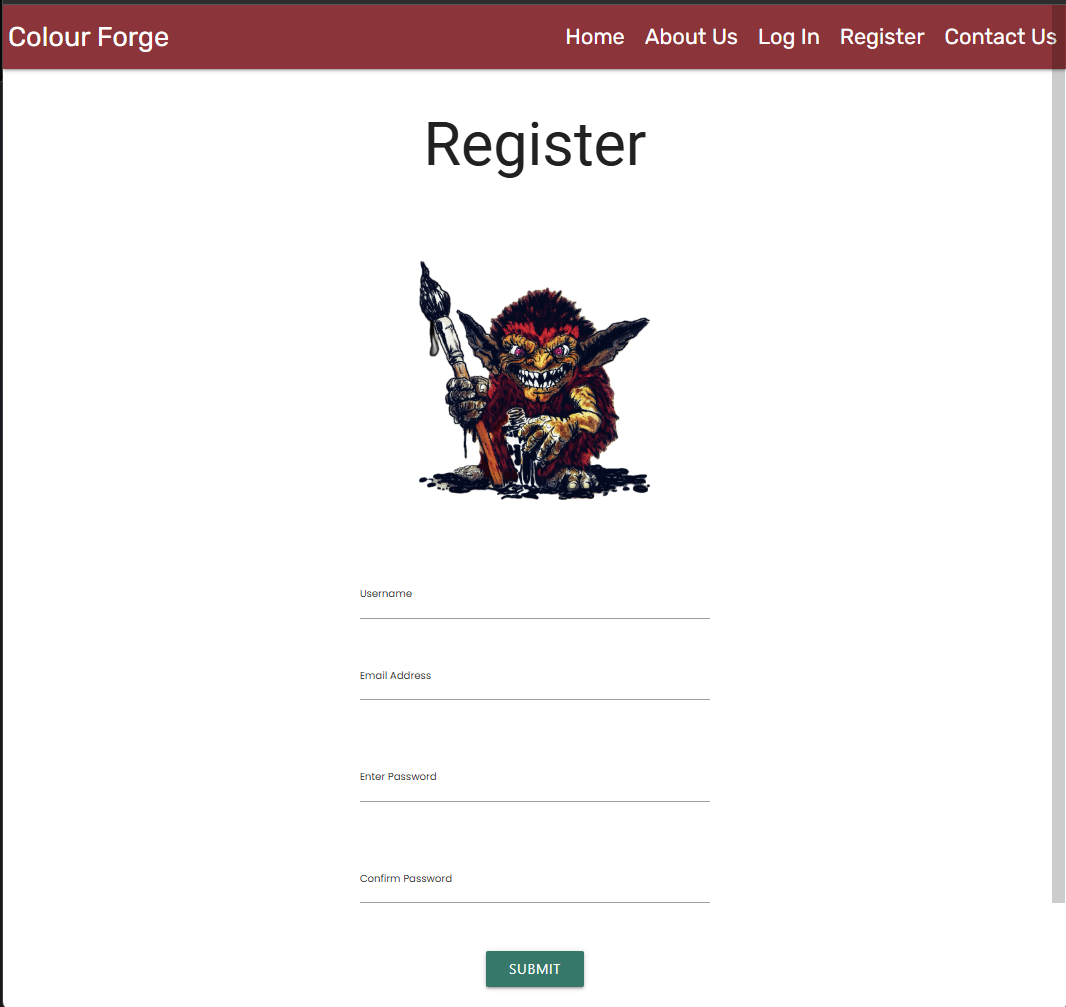 Colour Forge Home About Us Log In Register Contact Us
Register
Username
Email Address
Enter Password
Confirm Password
SUBMIT